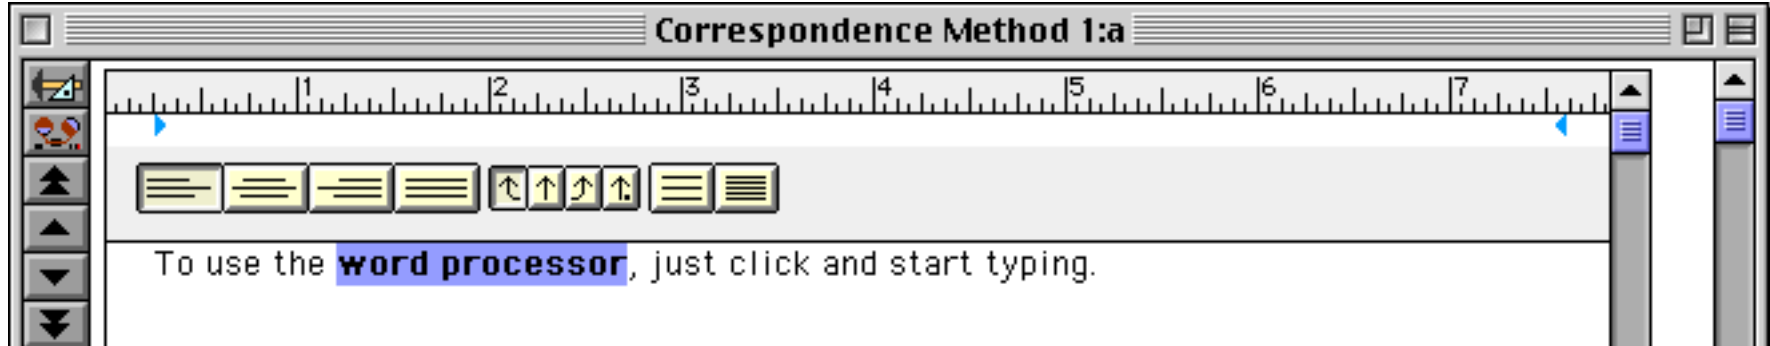 Correspondence Method 1:a
1 2 3 4 5 6 7
To use the word processor, just click and start typing.